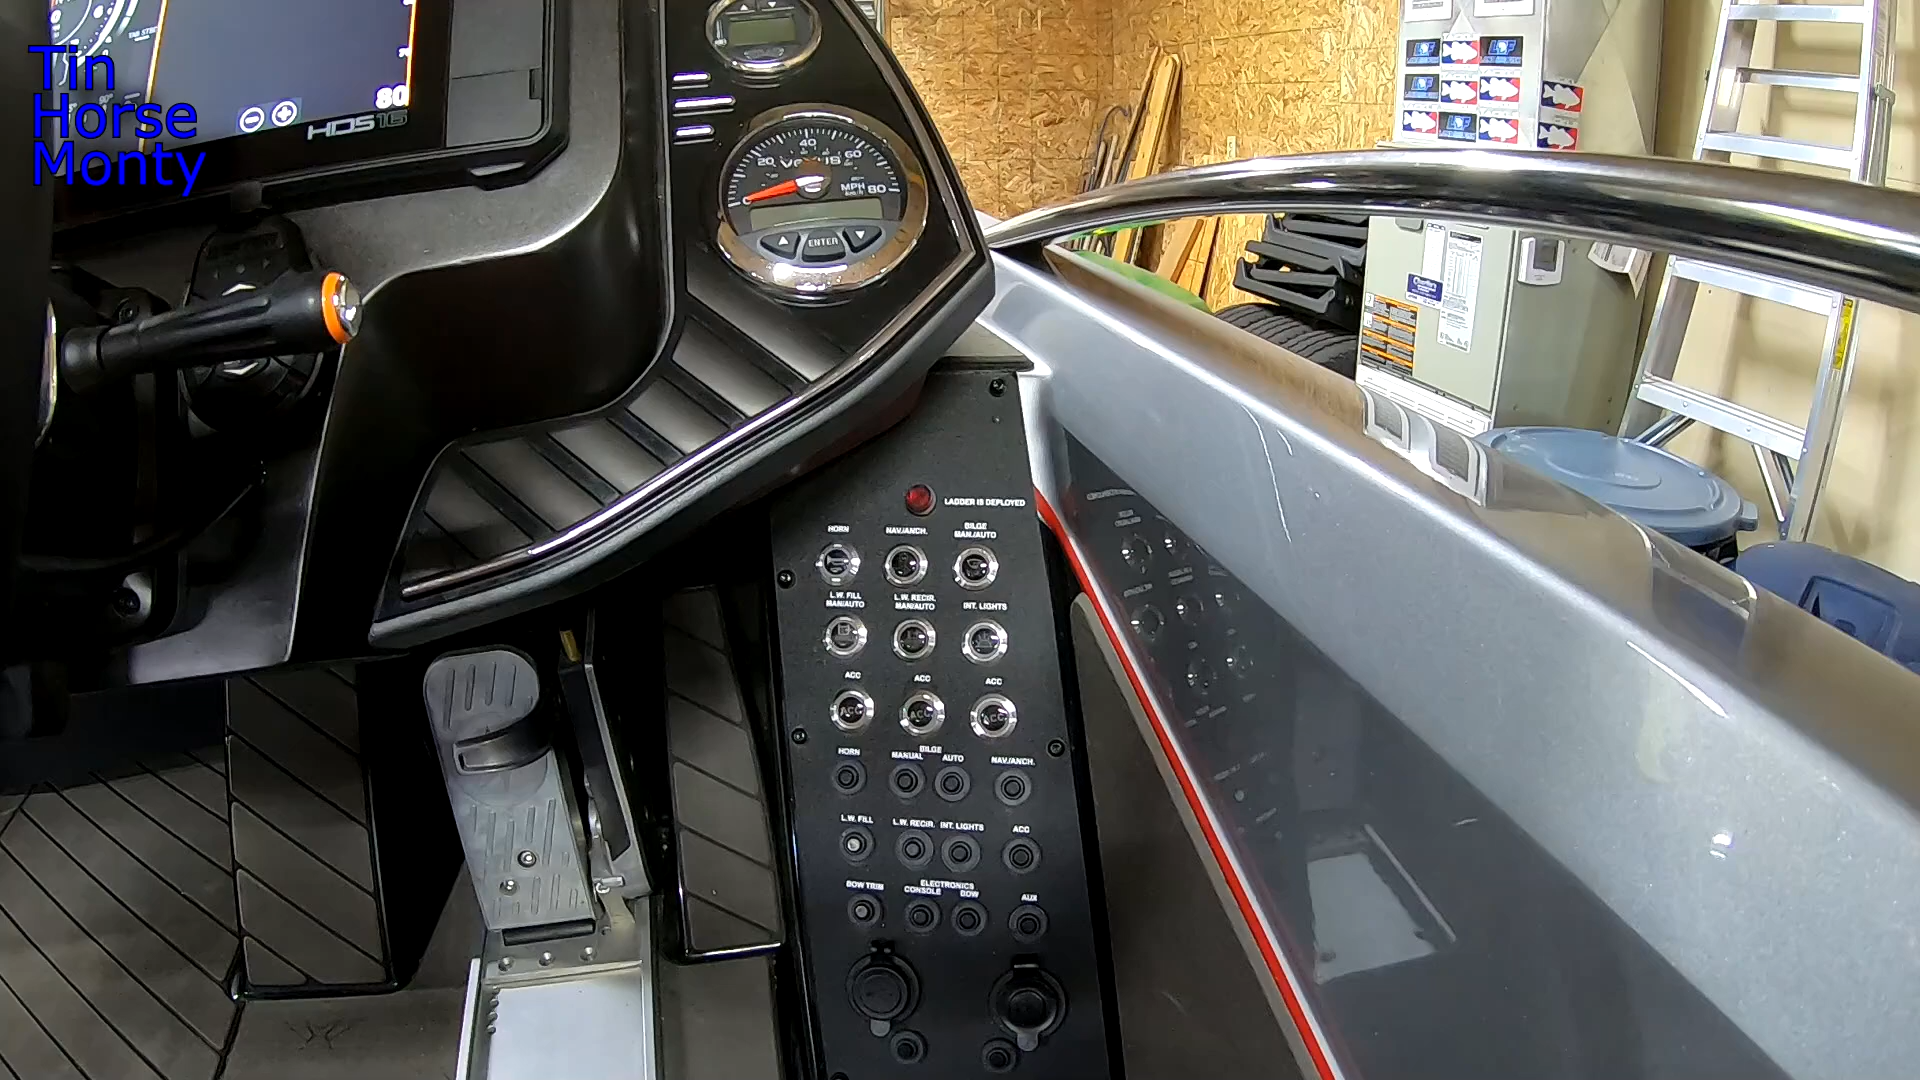 Tin
Horse
Monty
80
HDS16
20 40 60 80
MPH
ENTER
LADDER IS DEPLOYED
HORN
NAV./ANCH.
BILGE
MAN./AUTO
L.W. FILL
MAN/AUTO
L.W. RECIR.
MAN/AUTO
INT. LIGHTS
ACC
ACC
ACC
ACC
ACC
ACC
HORN
BILGE
MANUAL
AUTO
NAV./ANCH.
L.W. FILL
L.W. RECIR.
INT. LIGHTS
ACC
BOW TRIM
ELECTRONICS
CONSOLE
BOW
AUX